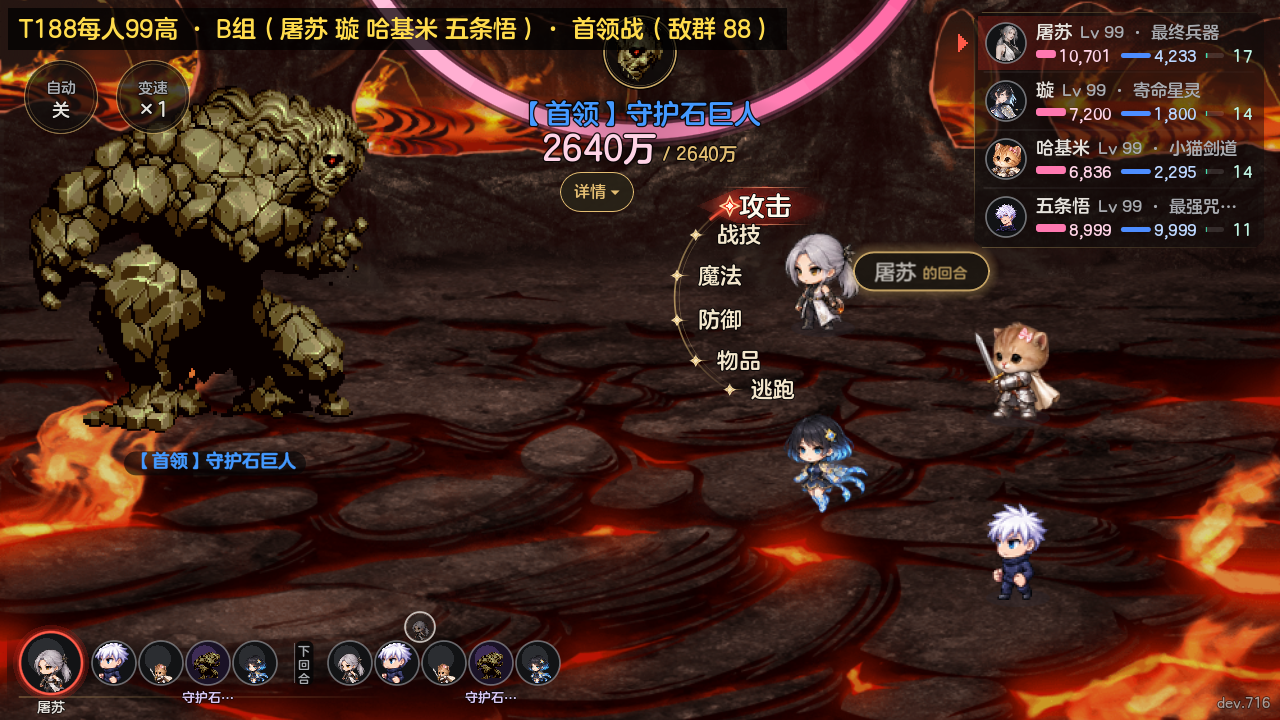 T188每人99高 · B组（屠苏 璇 哈基米 五条悟）· 首领战（敌群 88）
自动
关
变速
×1
【首领】守护石巨人
2640万 / 2640万
详情
屠苏 Lv 99 · 最终兵器
10,701 4,233 17
璇 Lv 99 · 寄命星灵
7,200 1,800 14
哈基米 Lv 99 · 小猫剑道
6,836 2,295 14
五条悟 Lv 99 · 最强咒…
8,999 9,999 11
攻击
战技
魔法
防御
物品
逃跑
屠苏 的回合
【首领】守护石巨人
下回合
守护石…
守护石…
屠苏
dev.716